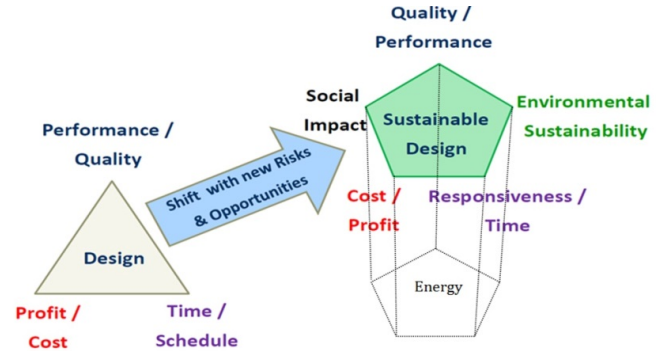 Performance /
Quality
Design
Profit /
Cost
Time /
Schedule
Shift with new Risks
& Opportunities
Quality /
Performance
Social
Impact
Environmental
Sustainability
Sustainable
Design
Cost /
Profit
Responsiveness /
Time
Energy